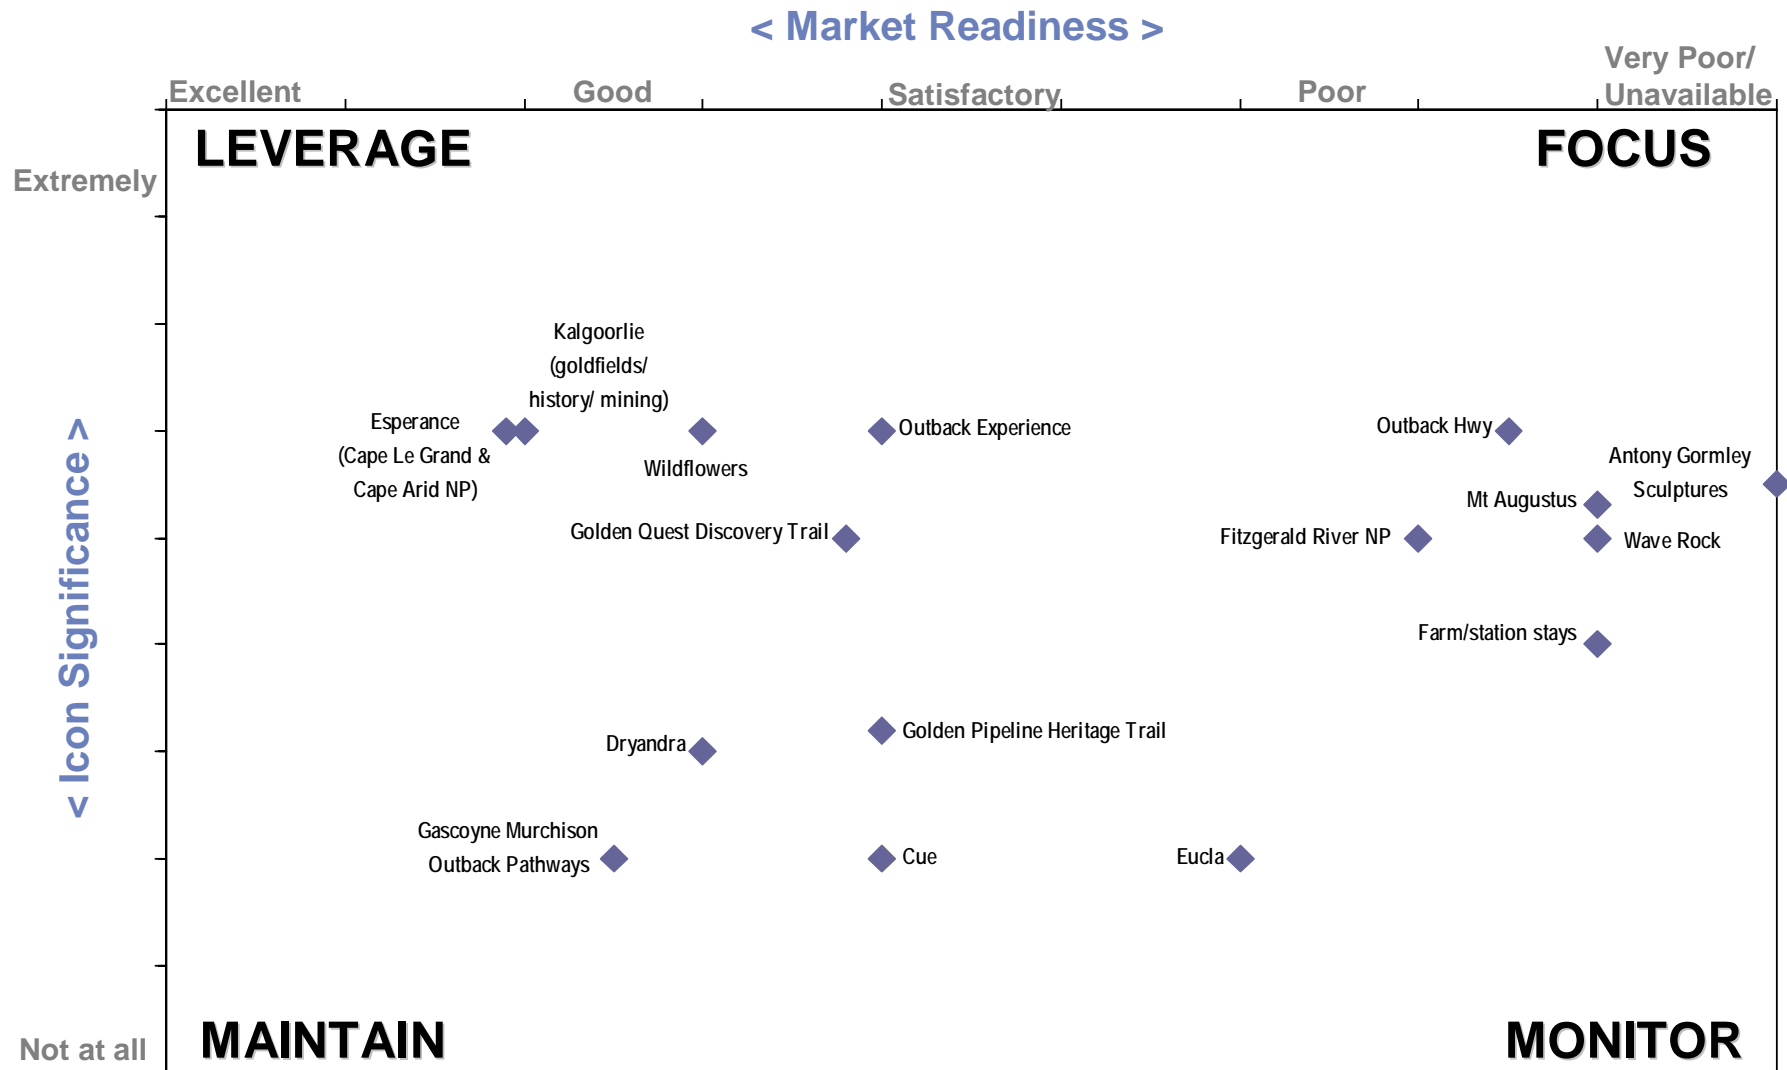 < Market Readiness >
Very Poor/
Excellent
Good
Satisfactory
Poor
Unavailable
LEVERAGE
FOCUS
Extremely
Kalgoorlie
(goldfields/
history/ mining)
Esperance
(Cape Le Grand &
Cape Arid NP)
Wildflowers
Outback Experience
Outback Hwy
Antony Gormley
Sculptures
Mt Augustus
Golden Quest Discovery Trail
Fitzgerald River NP
Wave Rock
< Icon Significance >
Farm/station stays
Golden Pipeline Heritage Trail
Dryandra
Gascoyne Murchison
Outback Pathways
Cue
Eucla
Not at all
MAINTAIN
MONITOR